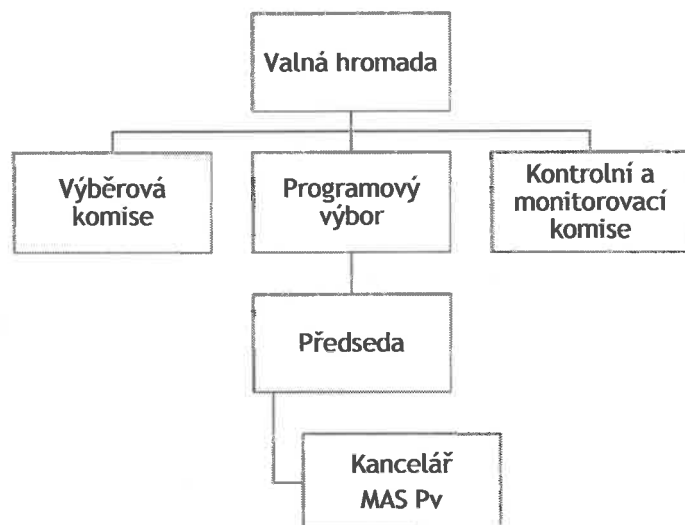 Valná hromada
Výběrová
komise
Programový
výbor
Kontrolní a
monitorovací
komise
Předseda
Kancelář
MAS Pv